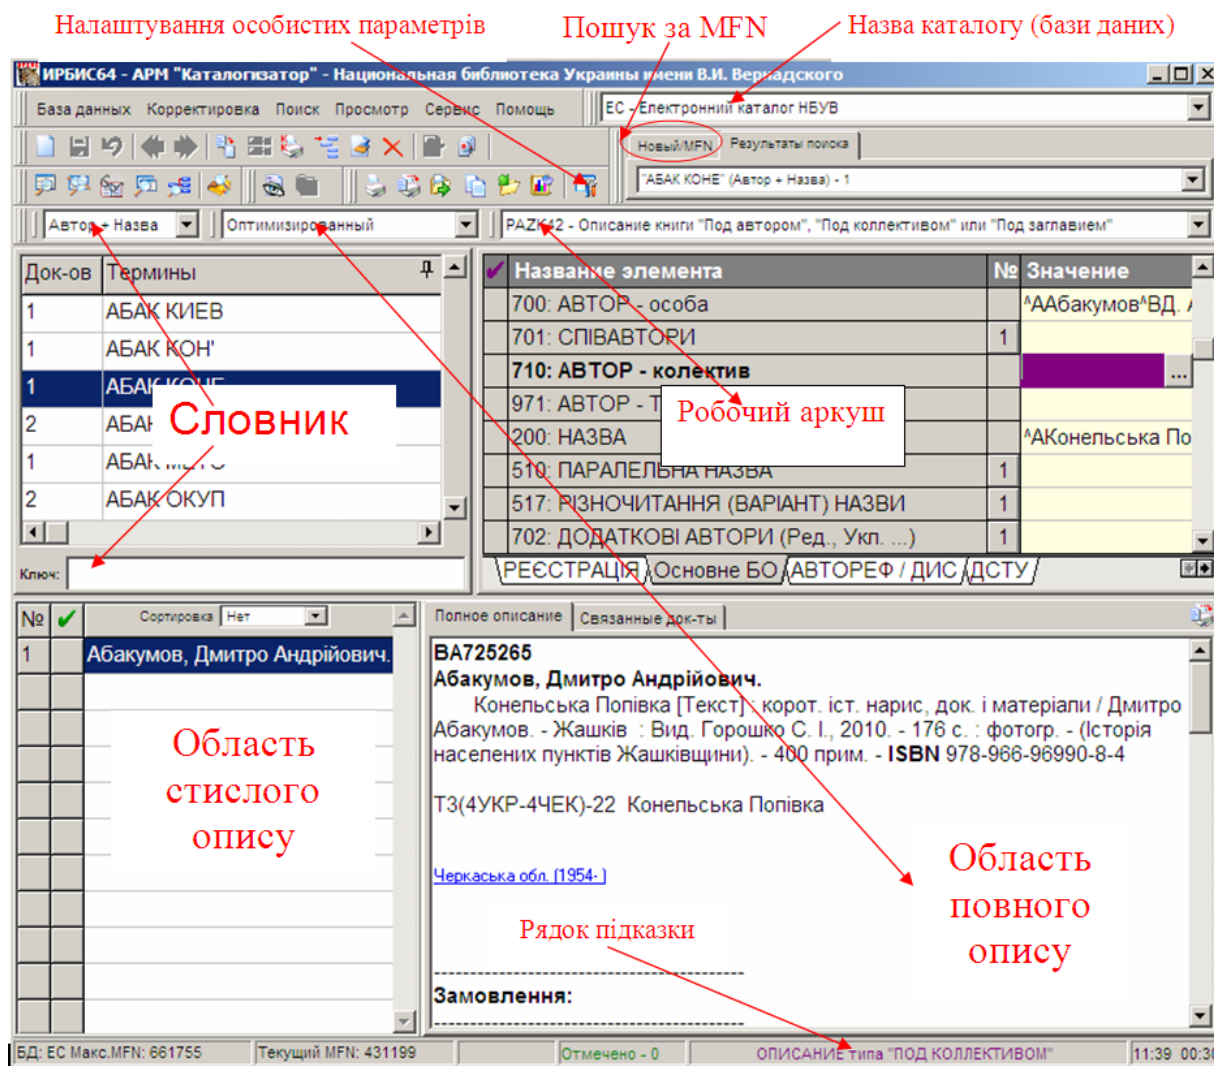 Налаштування особистих параметрів
Пошук за MFN
Назва каталогу (бази даних)
ИРБИС64 - АРМ "Каталогизатор" - Национальная библиотека Украины имени В.И. Вернадского
База данных Корректировка Поиск Просмотр Сервис Помощь
ЕС - Електронний каталог НБУВ
Новый/MFN Результаты поиска
"АБАК КОНЕ" (Автор + Назва) - 1
Автор + Назва
Оптимизированный
PAZK42 - Описание книги "Под автором", "Под коллективом" или "Под заглавием"
Док-ов Термины
1 АБАК КИЕВ
1 АБАК КОН'
1 АБАК КОНЕ
2
1
2 АБАК ОКУП
Словник
Ключ:
Название элемента № Значение
700: АВТОР - особа ^AАбакумов^BД.
701: СПІВАВТОРИ 1
710: АВТОР - колектив ...
971: АВТОР - Т
200: НАЗВА ^AКонельська По
510: ПАРАЛЕЛЬНА НАЗВА 1
517: РІЗНОЧИТАННЯ (ВАРІАНТ) НАЗВИ 1
702: ДОДАТКОВІ АВТОРИ (Ред., Укл. ...) 1
Робочий аркуш
РЕЄСТРАЦІЯ Основне БО АВТОРЕФ / ДИС ДСТУ
№ Сортировка Нет
1 Абакумов, Дмитро Андрійович.
Область
стислого
опису
Полное описание Связанные док-ты
ВА725265
Абакумов, Дмитро Андрійович.
Конельська Попівка [Текст] : корот. іст. нарис, док. і матеріали / Дмитро
Абакумов. - Жашків : Вид. Горошко С. І., 2010. - 176 с. : фотогр. - (Історія
населених пунктів Жашківщини). - 400 прим. - ISBN 978-966-96990-8-4
Т3(4УКР-4ЧЕК)-22 Конельська Попівка
Черкаська обл. (1954- )
Область
повного
опису
Рядок підказки
----------------------------------------
Замовлення:
----------------------------------------
БД: ЕС Макс.MFN: 661755 Текущий MFN: 431199 Отмечено - 0 ОПИСАНИЕ типа "ПОД КОЛЛЕКТИВОМ" 11:39